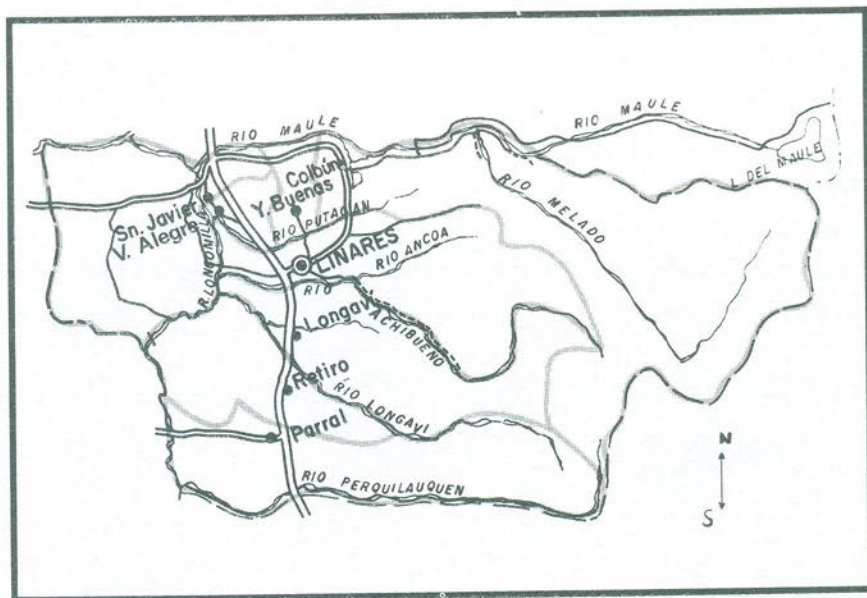 RIO MAULE
RIO MAULE
L. DEL MAULE
Colbún
Y. Buenas
Sn. Javier
V. Alegre
R. LONCOMILLA
RIO PUTAGAN
RIO MELADO
LINARES
RIO ANCOA
RIO ACHIBUENO
Longaví
Retiro
RIO LONGAVI
Parral
RIO PERQUILAUQUEN
N
S